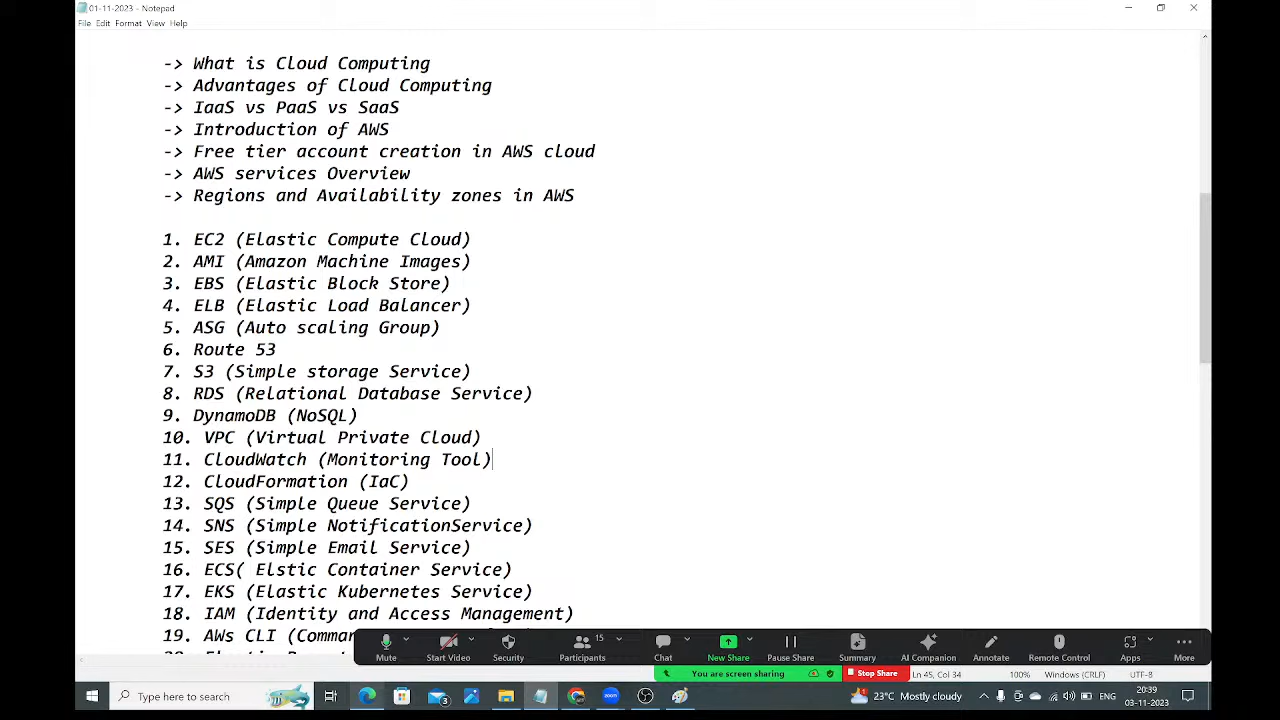 01-11-2023 - Notepad
File Edit Format View Help
-> What is Cloud Computing
-> Advantages of Cloud Computing
-> IaaS vs PaaS vs SaaS
-> Introduction of AWS
-> Free tier account creation in AWS cloud
-> AWS services Overview
-> Regions and Availability zones in AWS
1. EC2 (Elastic Compute Cloud)
2. AMI (Amazon Machine Images)
3. EBS (Elastic Block Store)
4. ELB (Elastic Load Balancer)
5. ASG (Auto scaling Group)
6. Route 53
7. S3 (Simple storage Service)
8. RDS (Relational Database Service)
9. DynamoDB (NoSQL)
10. VPC (Virtual Private Cloud)
11. CloudWatch (Monitoring Tool)
12. CloudFormation (IaC)
13. SQS (Simple Queue Service)
14. SNS (Simple NotificationService)
15. SES (Simple Email Service)
16. ECS( Elstic Container Service)
17. EKS (Elastic Kubernetes Service)
18. IAM (Identity and Access Management)
19. AWs CLI (Comman
15
Mute Start Video Security Participants Chat New Share Pause Share Summary AI Companion Annotate Remote Control Apps More
You are screen sharing Stop Share
Ln 45, Col 34 100% Windows (CRLF) UTF-8
Type here to search
3
1
23°C Mostly cloudy
ENG
20:39
03-11-2023